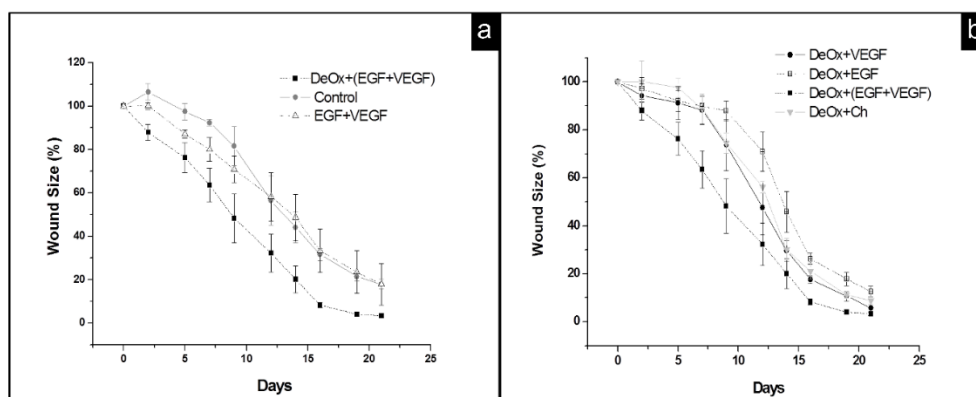 a
DeOx+(EGF+VEGF)
Control
EGF+VEGF
120
100
80
60
40
20
0
Wound Size (%)
0 5 10 15 20 25
Days
b
DeOx+VEGF
DeOx+EGF
DeOx+(EGF+VEGF)
DeOx+Ch
100
80
60
40
20
0
Wound Size (%)
0 5 10 15 20 25
Days